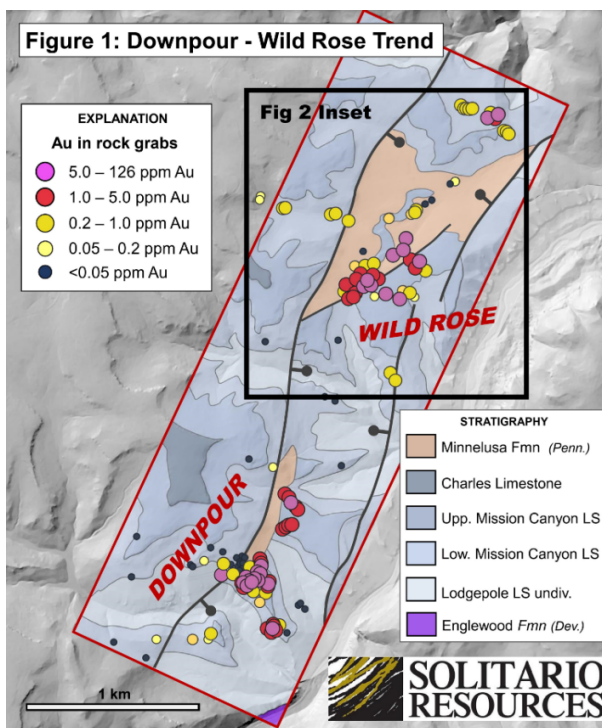 Figure 1: Downpour - Wild Rose Trend
EXPLANATION
Au in rock grabs
5.0 – 126 ppm Au
1.0 – 5.0 ppm Au
0.2 – 1.0 ppm Au
0.05 – 0.2 ppm Au
<0.05 ppm Au
Fig 2 Inset
WILD ROSE
DOWNPOUR
STRATIGRAPHY
Minnelusa Fmn (Penn.)
Charles Limestone
Upp. Mission Canyon LS
Low. Mission Canyon LS
Lodgepole LS undiv.
Englewood Fmn (Dev.)
1 km
SOLITARIO
RESOURCES